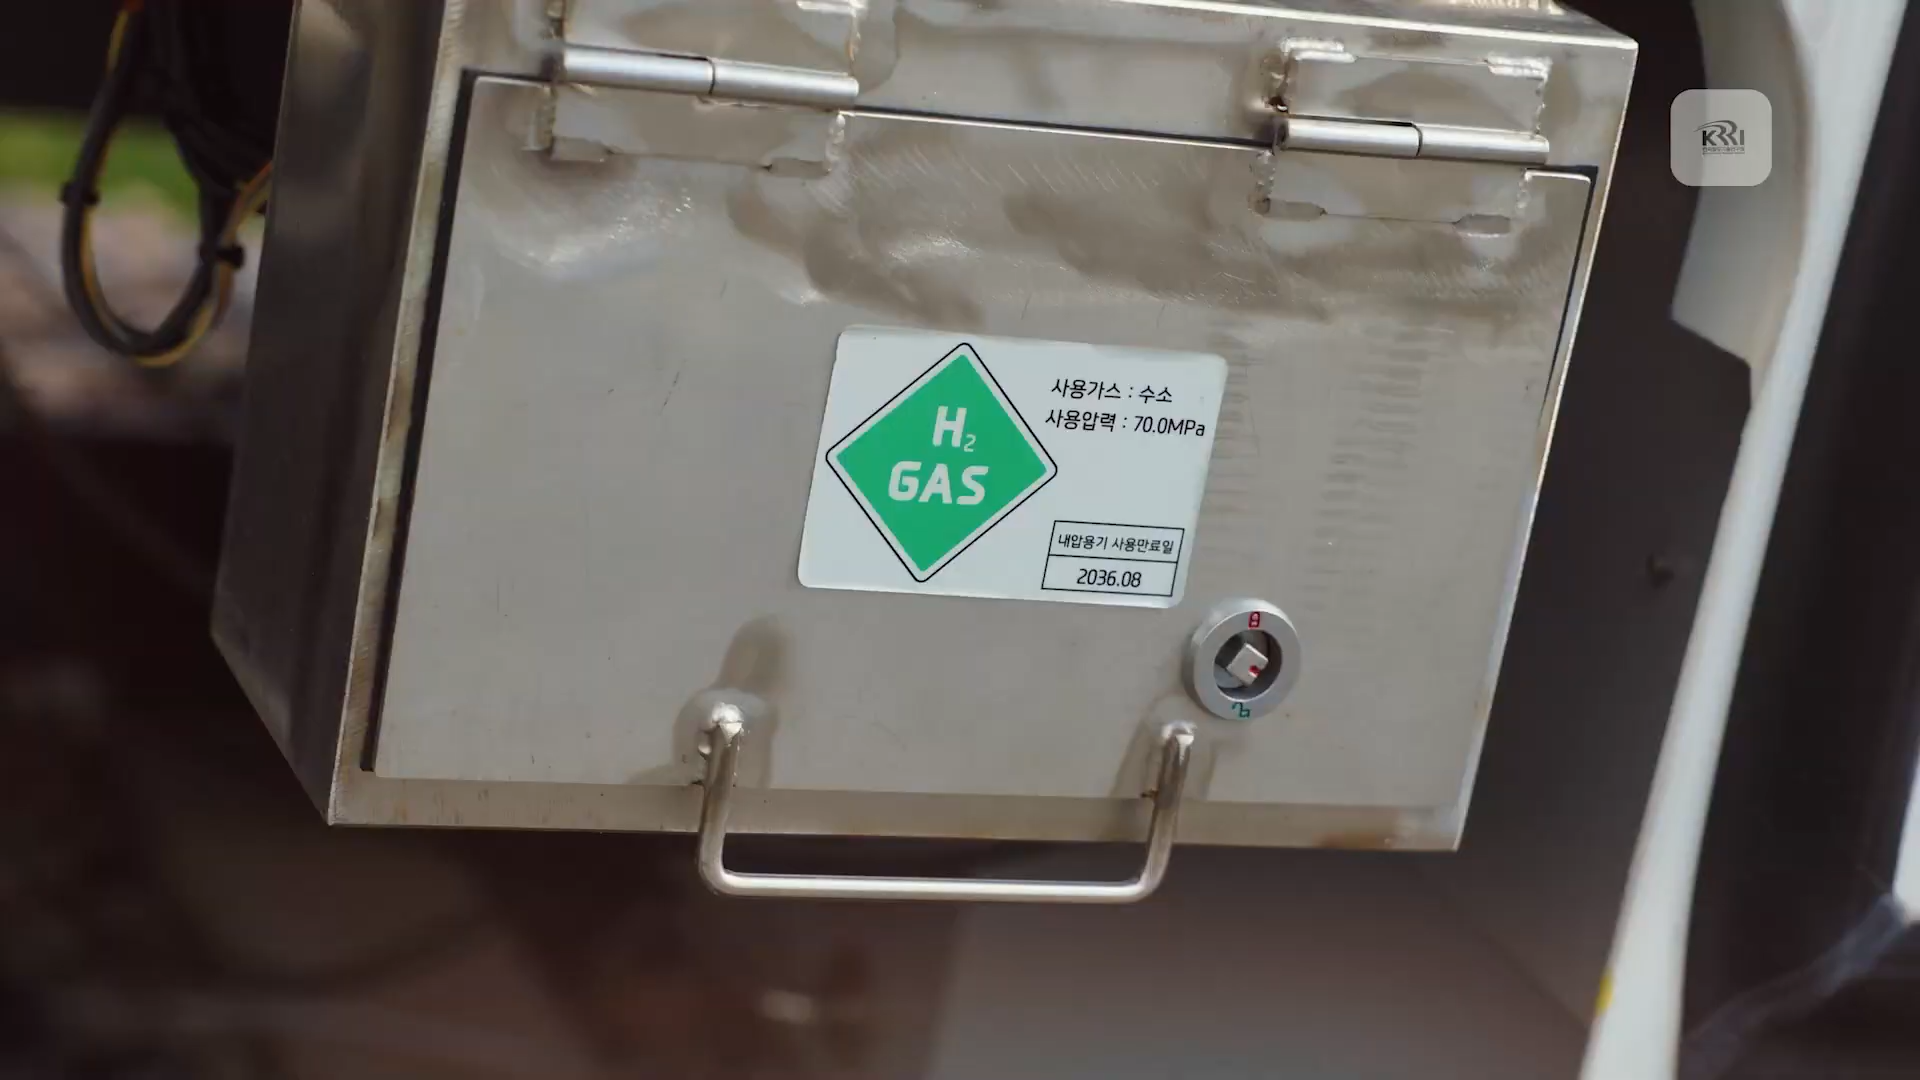 KRRI
H₂
GAS
사용가스 : 수소
사용압력 : 70.0MPa
내압용기 사용만료일
2036.08